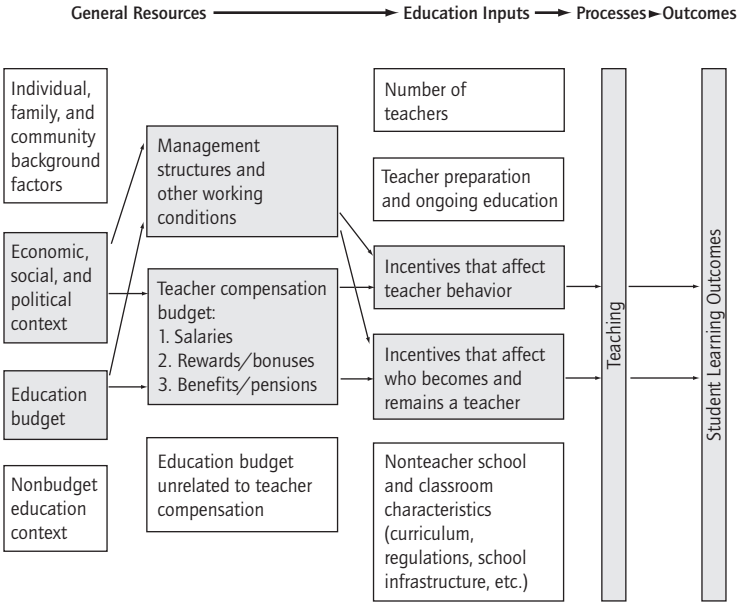 General Resources
Education Inputs
Processes
Outcomes
Individual,
family, and
community
background
factors
Economic,
social, and
political
context
Education
budget
Nonbudget
education
context
Management
structures and
other working
conditions
Teacher compensation
budget:
1. Salaries
2. Rewards/bonuses
3. Benefits/pensions
Education budget
unrelated to teacher
compensation
Number of
teachers
Teacher preparation
and ongoing education
Incentives that affect
teacher behavior
Incentives that affect
who becomes and
remains a teacher
Nonteacher school
and classroom
characteristics
(curriculum,
regulations, school
infrastructure, etc.)
Teaching
Student Learning Outcomes